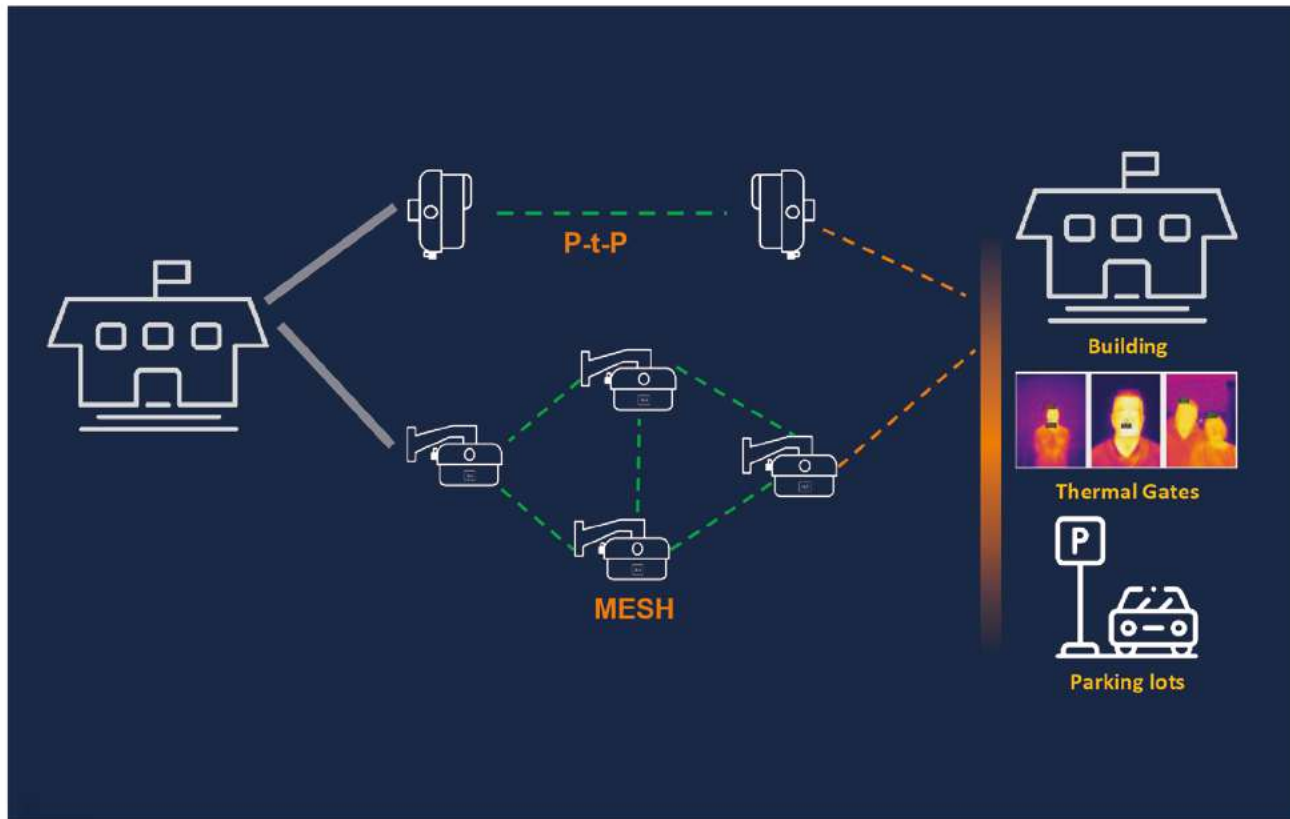 P-t-P
MESH
Building
Thermal Gates
P
Parking lots